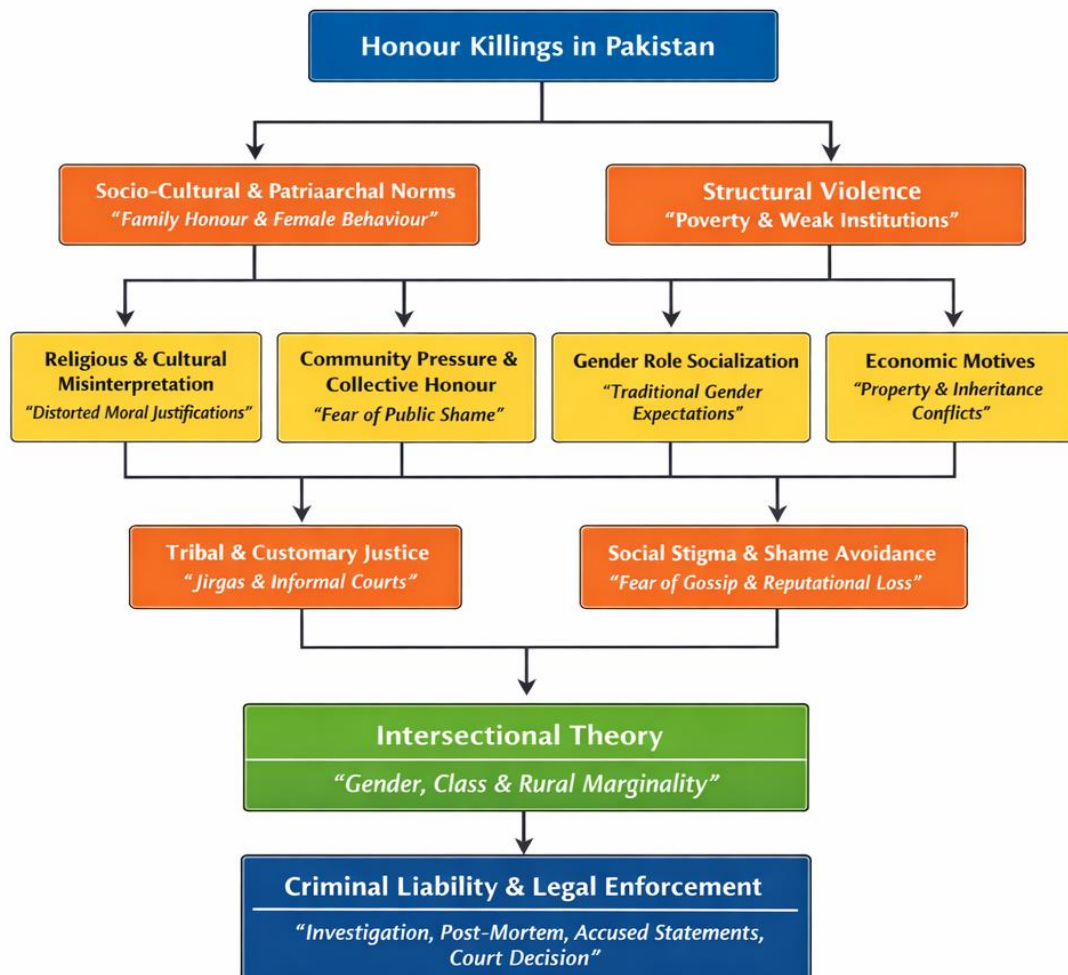 Honour Killings in Pakistan
Socio-Cultural & Patriaarchal Norms
“Family Honour & Female Behaviour”
Structural Violence
“Poverty & Weak Institutions”
Religious & Cultural
Misinterpretation
“Distorted Moral Justifications”
Community Pressure &
Collective Honour
“Fear of Public Shame”
Gender Role Socialization
“Traditional Gender
Expectations”
Economic Motives
“Property & Inheritance
Conflicts”
Tribal & Customary Justice
“Jirgas & Informal Courts”
Social Stigma & Shame Avoidance
“Fear of Gossip & Reputational Loss”
Intersectional Theory
“Gender, Class & Rural Marginality”
Criminal Liability & Legal Enforcement
“Investigation, Post-Mortem, Accused Statements,
Court Decision”